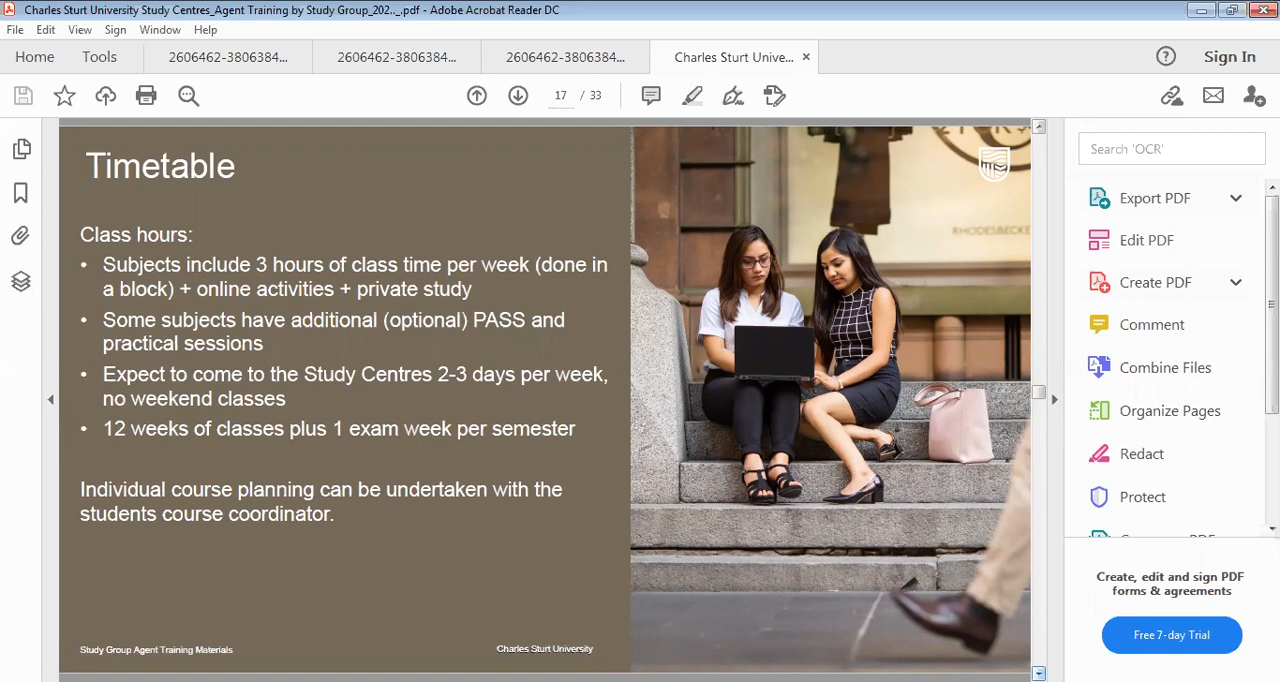 Charles Sturt University Study Centres_Agent Training by Study Group_202.._.pdf - Adobe Acrobat Reader DC
File Edit View Sign Window Help
Home Tools 2606462-3806384... 2606462-3806384... 2606462-3806384... Charles Sturt Unive... × Sign In
17 / 33
Timetable
Class hours:
• Subjects include 3 hours of class time per week (done in
a block) + online activities + private study
• Some subjects have additional (optional) PASS and
practical sessions
• Expect to come to the Study Centres 2-3 days per week,
no weekend classes
• 12 weeks of classes plus 1 exam week per semester
Individual course planning can be undertaken with the
students course coordinator.
Study Group Agent Training Materials
Charles Sturt University
RHODES&BECKE
Search 'OCR'
Export PDF
Edit PDF
Create PDF
Comment
Combine Files
Organize Pages
Redact
Protect
Create, edit and sign PDF
forms & agreements
Free 7-day Trial